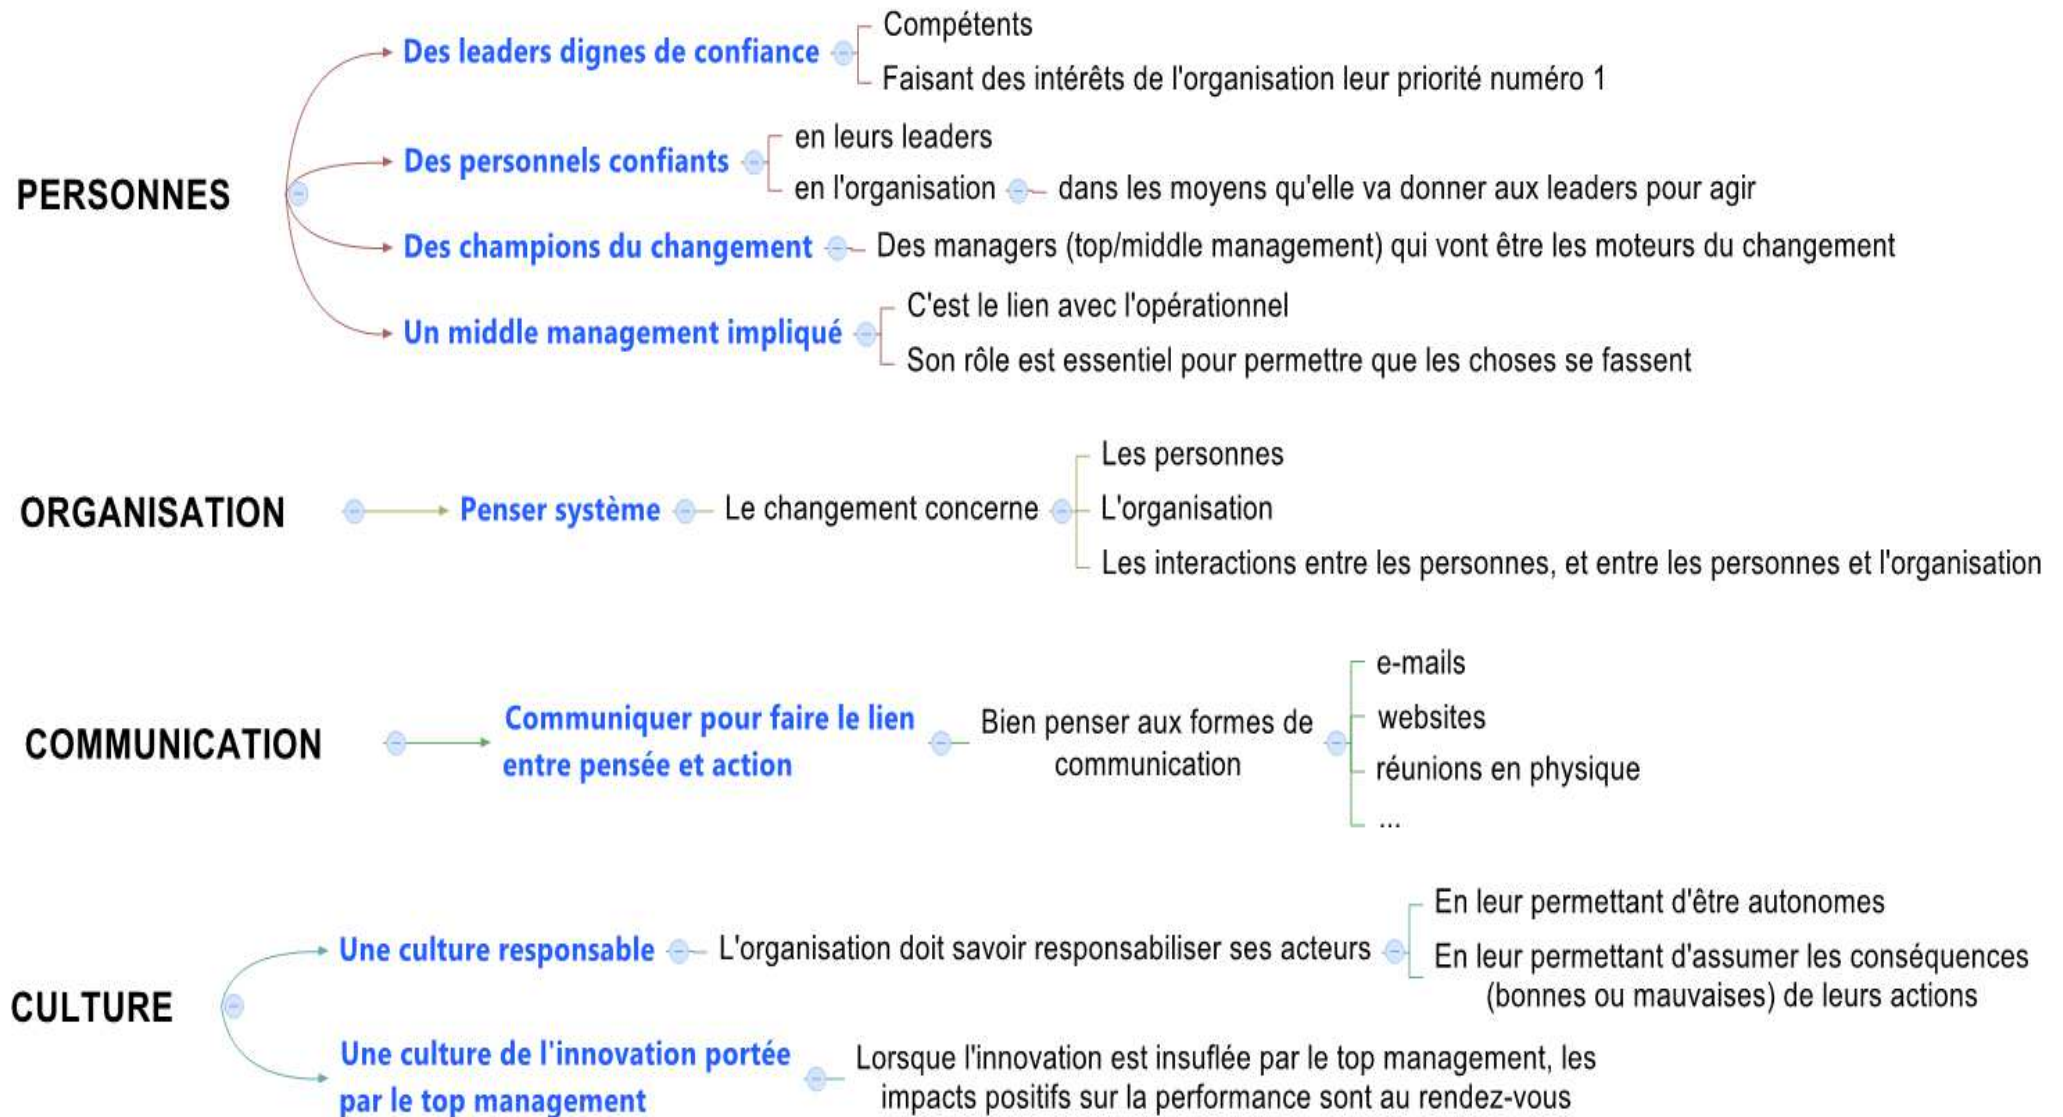 PERSONNES
Des leaders dignes de confiance
Compétents
Faisant des intérêts de l'organisation leur priorité numéro 1
Des personnels confiants
en leurs leaders
en l'organisation
dans les moyens qu'elle va donner aux leaders pour agir
Des champions du changement
Des managers (top/middle management) qui vont être les moteurs du changement
Un middle management impliqué
C'est le lien avec l'opérationnel
Son rôle est essentiel pour permettre que les choses se fassent
ORGANISATION
Penser système
Le changement concerne
Les personnes
L'organisation
Les interactions entre les personnes, et entre les personnes et l'organisation
COMMUNICATION
Communiquer pour faire le lien
entre pensée et action
Bien penser aux formes de
communication
e-mails
websites
réunions en physique
...
CULTURE
Une culture responsable
L'organisation doit savoir responsabiliser ses acteurs
En leur permettant d'être autonomes
En leur permettant d'assumer les conséquences
(bonnes ou mauvaises) de leurs actions
Une culture de l'innovation portée
par le top management
Lorsque l'innovation est insuflée par le top management, les
impacts positifs sur la performance sont au rendez-vous